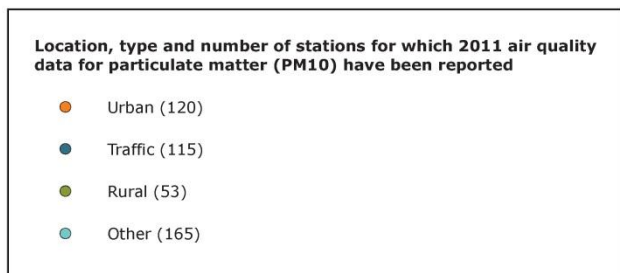 Location, type and number of stations for which 2011 air quality
data for particulate matter (PM10) have been reported
Urban (120)
Traffic (115)
Rural (53)
Other (165)